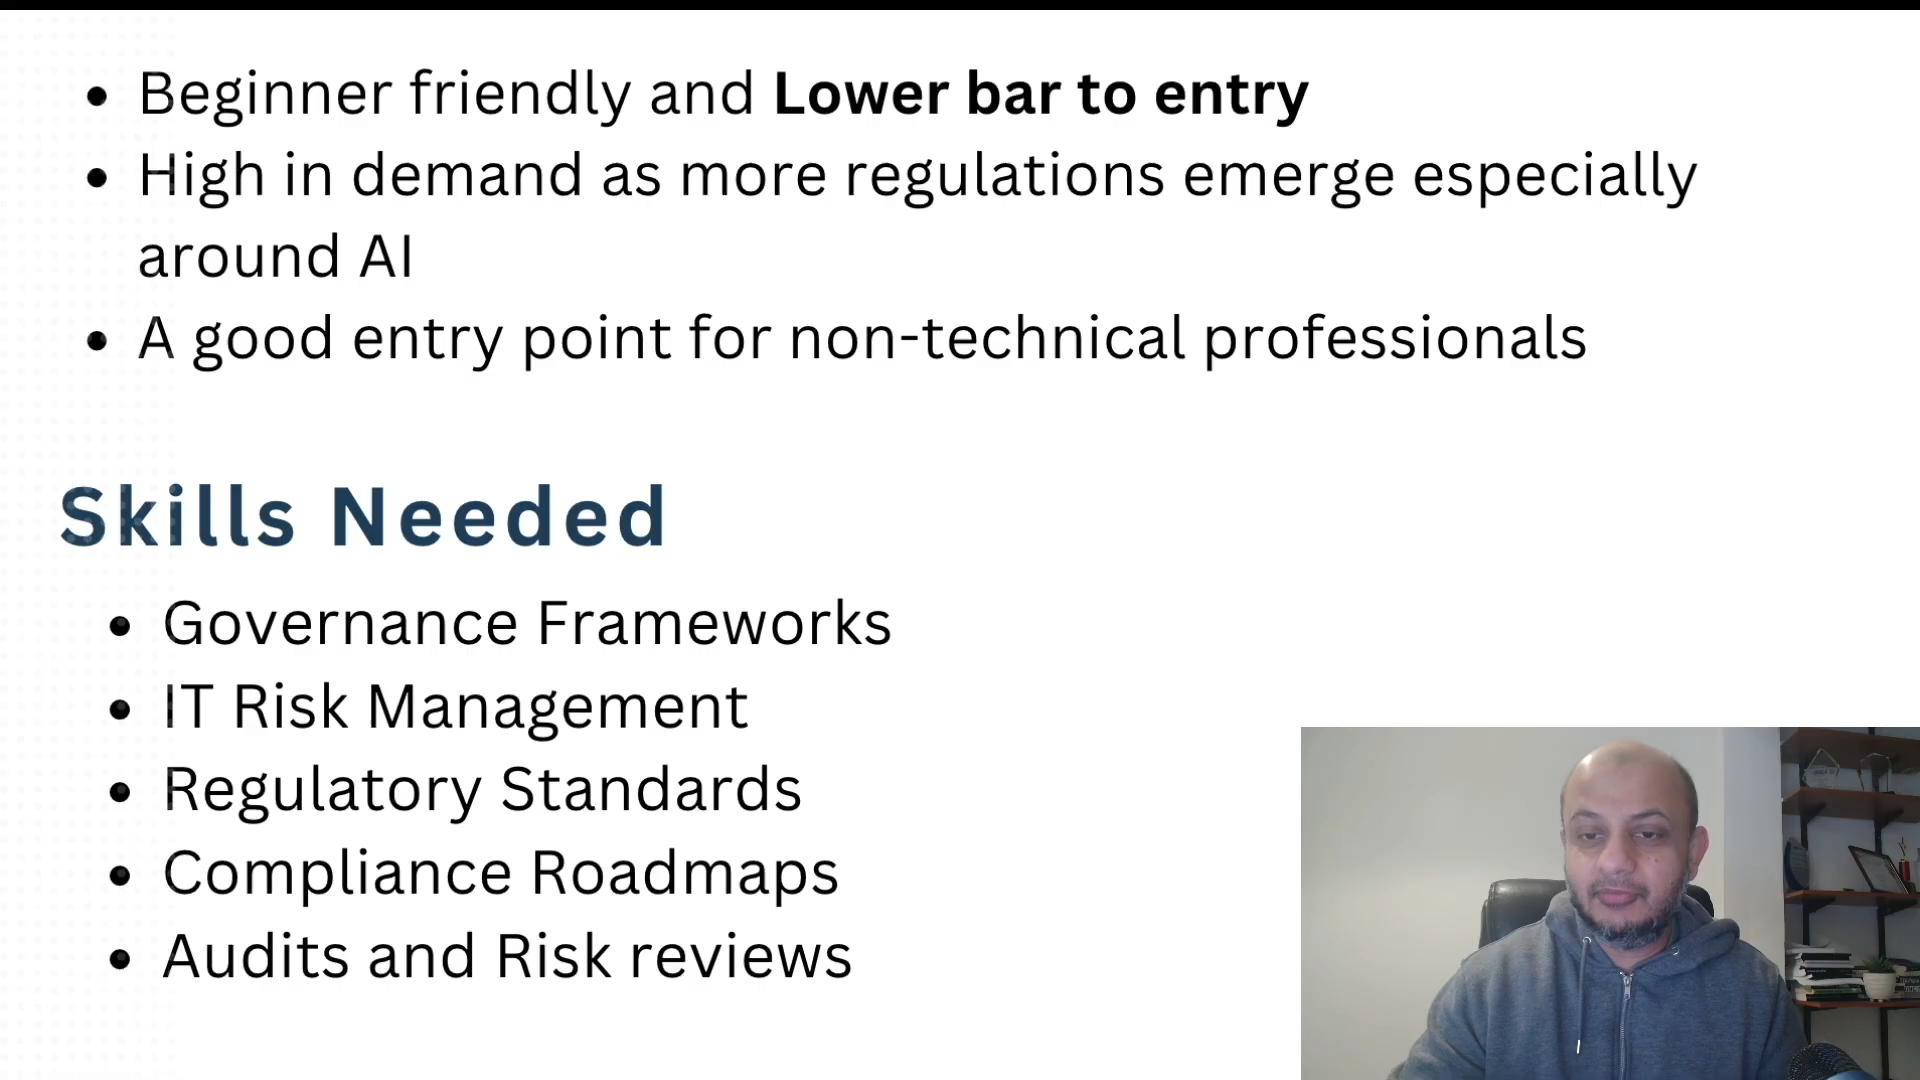 Beginner friendly and Lower bar to entry
High in demand as more regulations emerge especially
around AI
A good entry point for non-technical professionals
Skills Needed
Governance Frameworks
IT Risk Management
Regulatory Standards
Compliance Roadmaps
Audits and Risk reviews